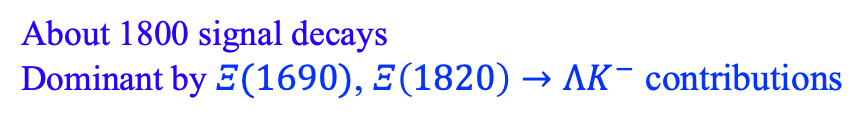 About 1800 signal decays
Dominant by Ξ(1690), Ξ(1820) → ΛK⁻ contributions